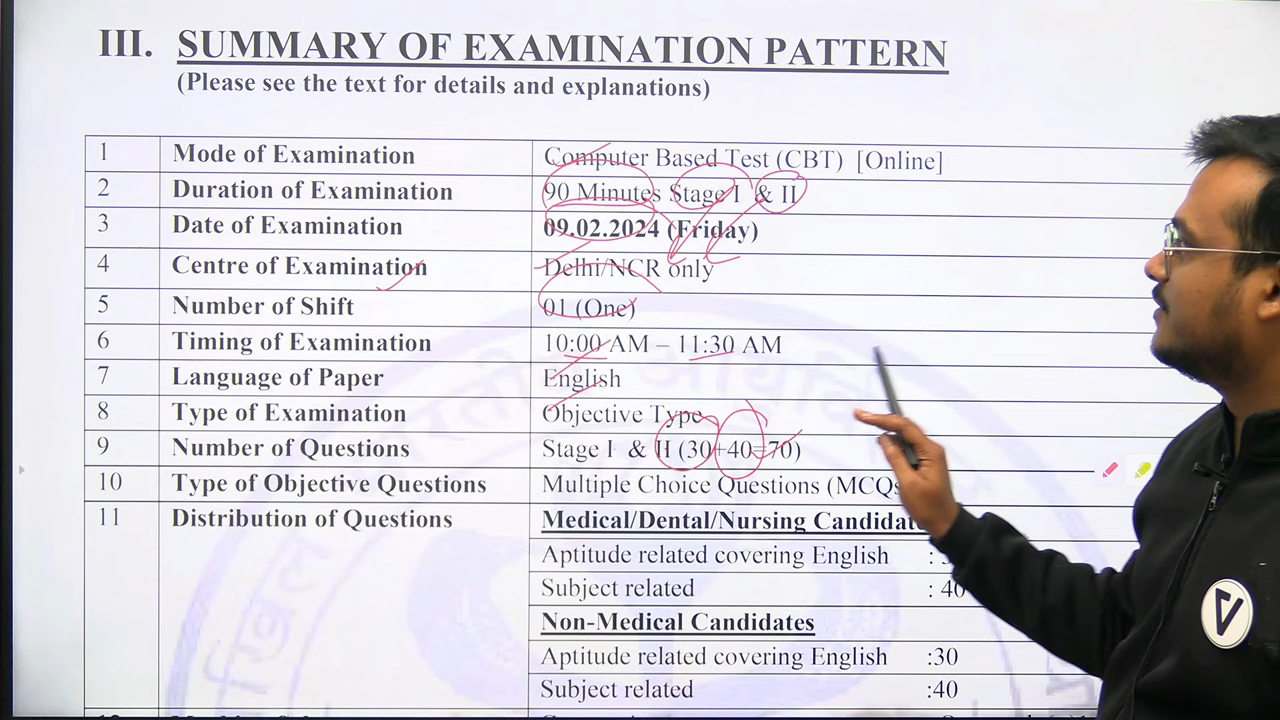 III. SUMMARY OF EXAMINATION PATTERN
(Please see the text for details and explanations)
1 Mode of Examination Computer Based Test (CBT) [Online]
2 Duration of Examination 90 Minutes Stage I & II
3 Date of Examination 09.02.2024 (Friday)
4 Centre of Examination Delhi/NCR only
5 Number of Shift 01 (One)
6 Timing of Examination 10:00 AM – 11:30 AM
7 Language of Paper English
8 Type of Examination Objective Type
9 Number of Questions Stage I & II (30+40=70)
10 Type of Objective Questions Multiple Choice Questions (MCQs
11 Distribution of Questions Medical/Dental/Nursing
Aptitude related covering English :
Subject related : 40
Non-Medical Candidates
Aptitude related covering English :30
Subject related :40